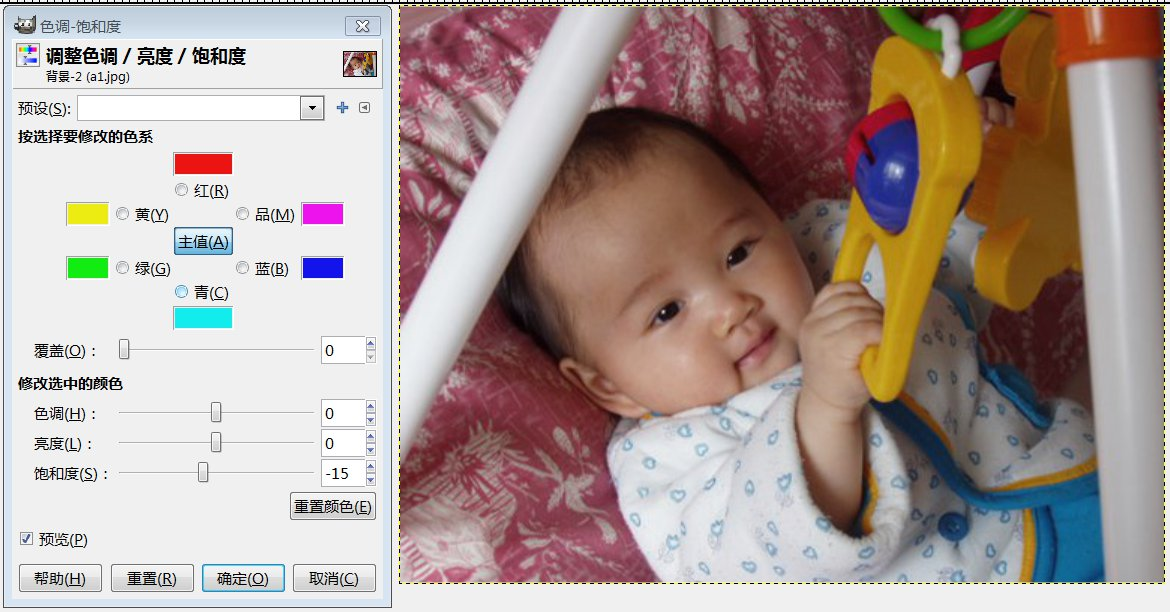 色调-饱和度
调整色调 / 亮度 / 饱和度
背景-2 (a1.jpg)
预设(S):
按选择要修改的色系
红(R)
黄(Y)
品(M)
主值(A)
绿(G)
蓝(B)
青(C)
覆盖(O)： 0
修改选中的颜色
色调(H)： 0
亮度(L)： 0
饱和度(S)： -15
重置颜色(E)
预览(P)
帮助(H) 重置(R) 确定(O) 取消(C)